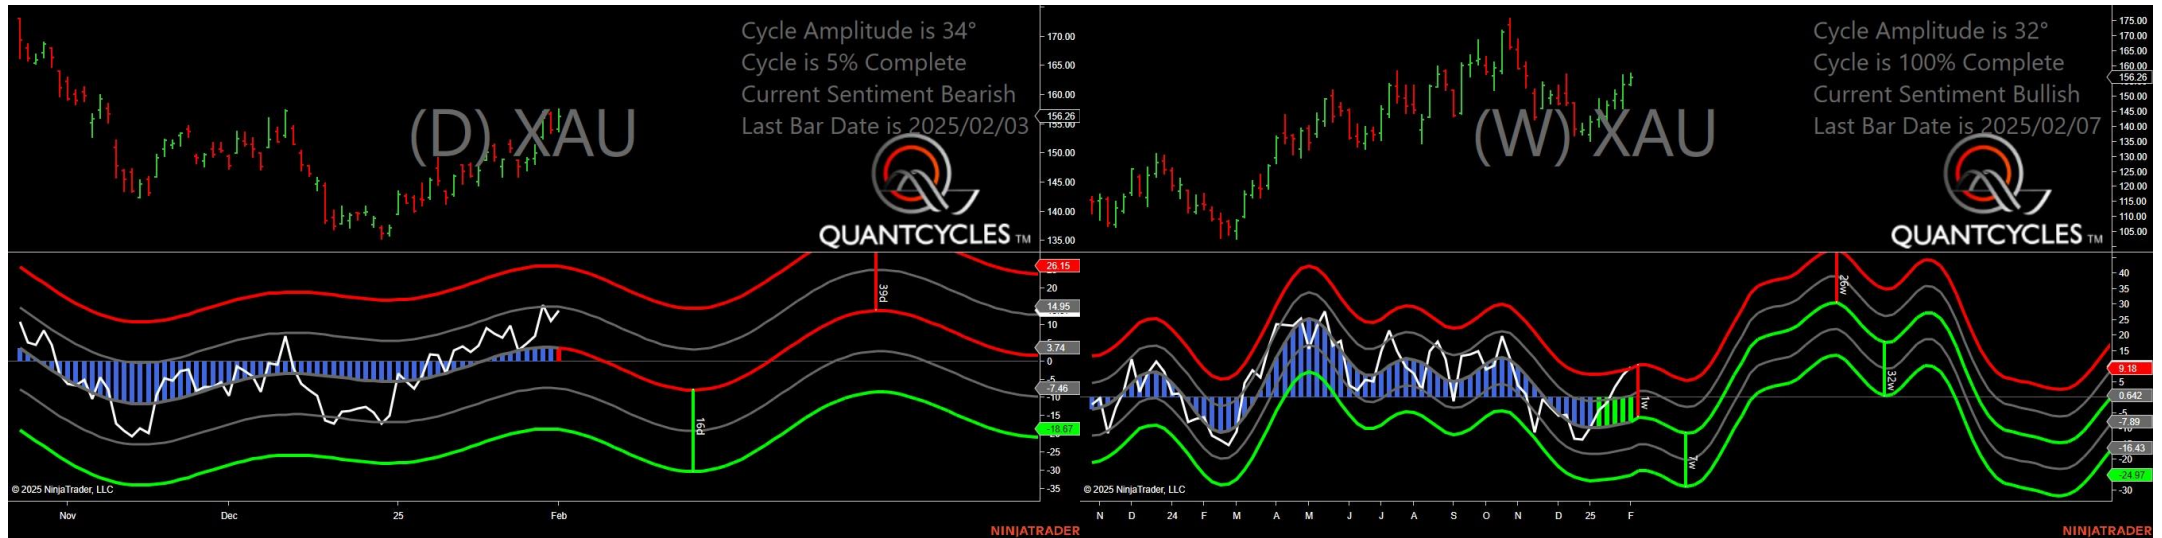 Cycle Amplitude is 34°
Cycle is 5% Complete
Current Sentiment Bearish
Last Bar Date is 2025/02/03
(D) XAU
QUANTCYCLES TM
170.00
165.00
160.00
156.26
155.00
150.00
145.00
140.00
135.00
26.15
20
14.95
10
3.74
0
-5
-7.46
-10
-15
-18.67
-25
-30
-35
39d
16d
© 2025 NinjaTrader, LLC
Nov
Dec
25
Feb
NINJATRADER
Cycle Amplitude is 32°
Cycle is 100% Complete
Current Sentiment Bullish
Last Bar Date is 2025/02/07
(W) XAU
QUANTCYCLES TM
175.00
170.00
165.00
160.00
156.26
150.00
145.00
140.00
135.00
130.00
125.00
120.00
115.00
110.00
105.00
40
35
30
25
20
15
9.18
5
0.642
-5
-7.89
-16.43
-20
-24.97
-30
26w
32w
1w
7w
© 2025 NinjaTrader, LLC
N
D
24
F
M
A
M
J
J
A
S
O
N
D
25
F
NINJATRADER